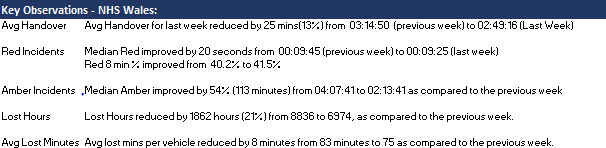 Key Observations - NHS Wales:
Avg Handover Avg Handover for last week reduced by 25 mins(13%) from 03:14:50 (previous week) to 02:49:16 (Last Week)
Red Incidents Median Red improved by 20 seconds from 00:09:45 (previous week) to 00:09:25 (last week)
Red 8 min % improved from 40.2% to 41.5%
Amber Incidents Median Amber improved by 54% (113 minutes) from 04:07:41 to 02:13:41 as compared to the previous week
Lost Hours Lost Hours reduced by 1862 hours (21%) from 8836 to 6974, as compared to the previous week.
Avg Lost Minutes Avg lost mins per vehicle reduced by 8 minutes from 83 minutes to 75 as compared to the previous week.